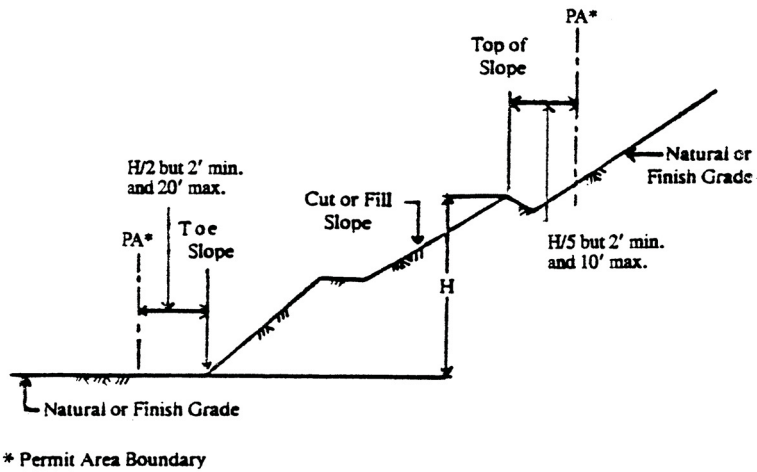 PA*
Top of
Slope
Natural or
Finish Grade
H/2 but 2' min.
and 20' max.
Cut or Fill
Slope
PA*
Toe
Slope
H/5 but 2' min.
and 10' max.
H
Natural or Finish Grade
* Permit Area Boundary